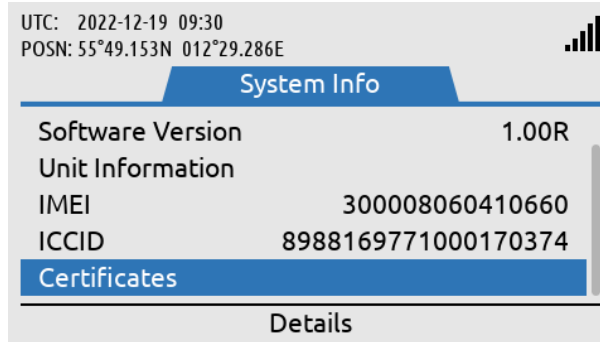 UTC: 2022-12-19 09:30
POSN: 55°49.153N 012°29.286E
System Info
Software Version 1.00R
Unit Information
IMEI 300008060410660
ICCID 8988169771000170374
Certificates
Details